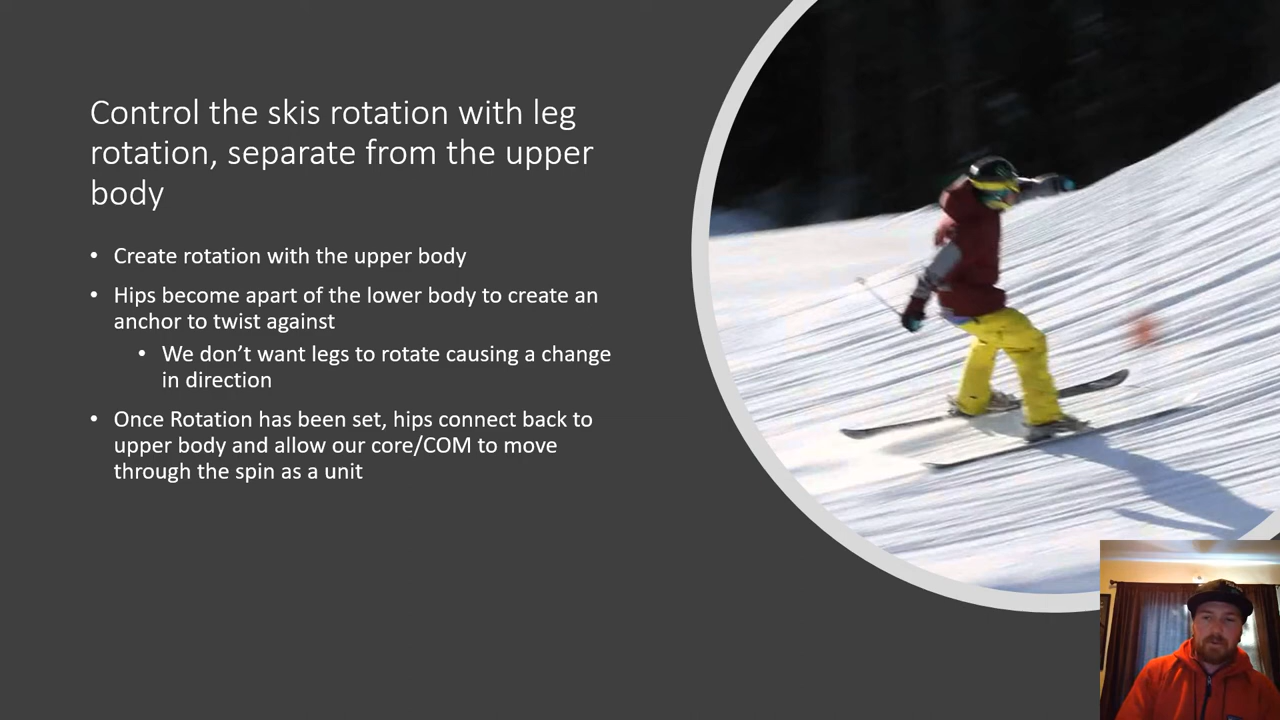 Control the skis rotation with leg
rotation, separate from the upper
body
• Create rotation with the upper body
• Hips become apart of the lower body to create an
anchor to twist against
• We don’t want legs to rotate causing a change
in direction
• Once Rotation has been set, hips connect back to
upper body and allow our core/COM to move
through the spin as a unit